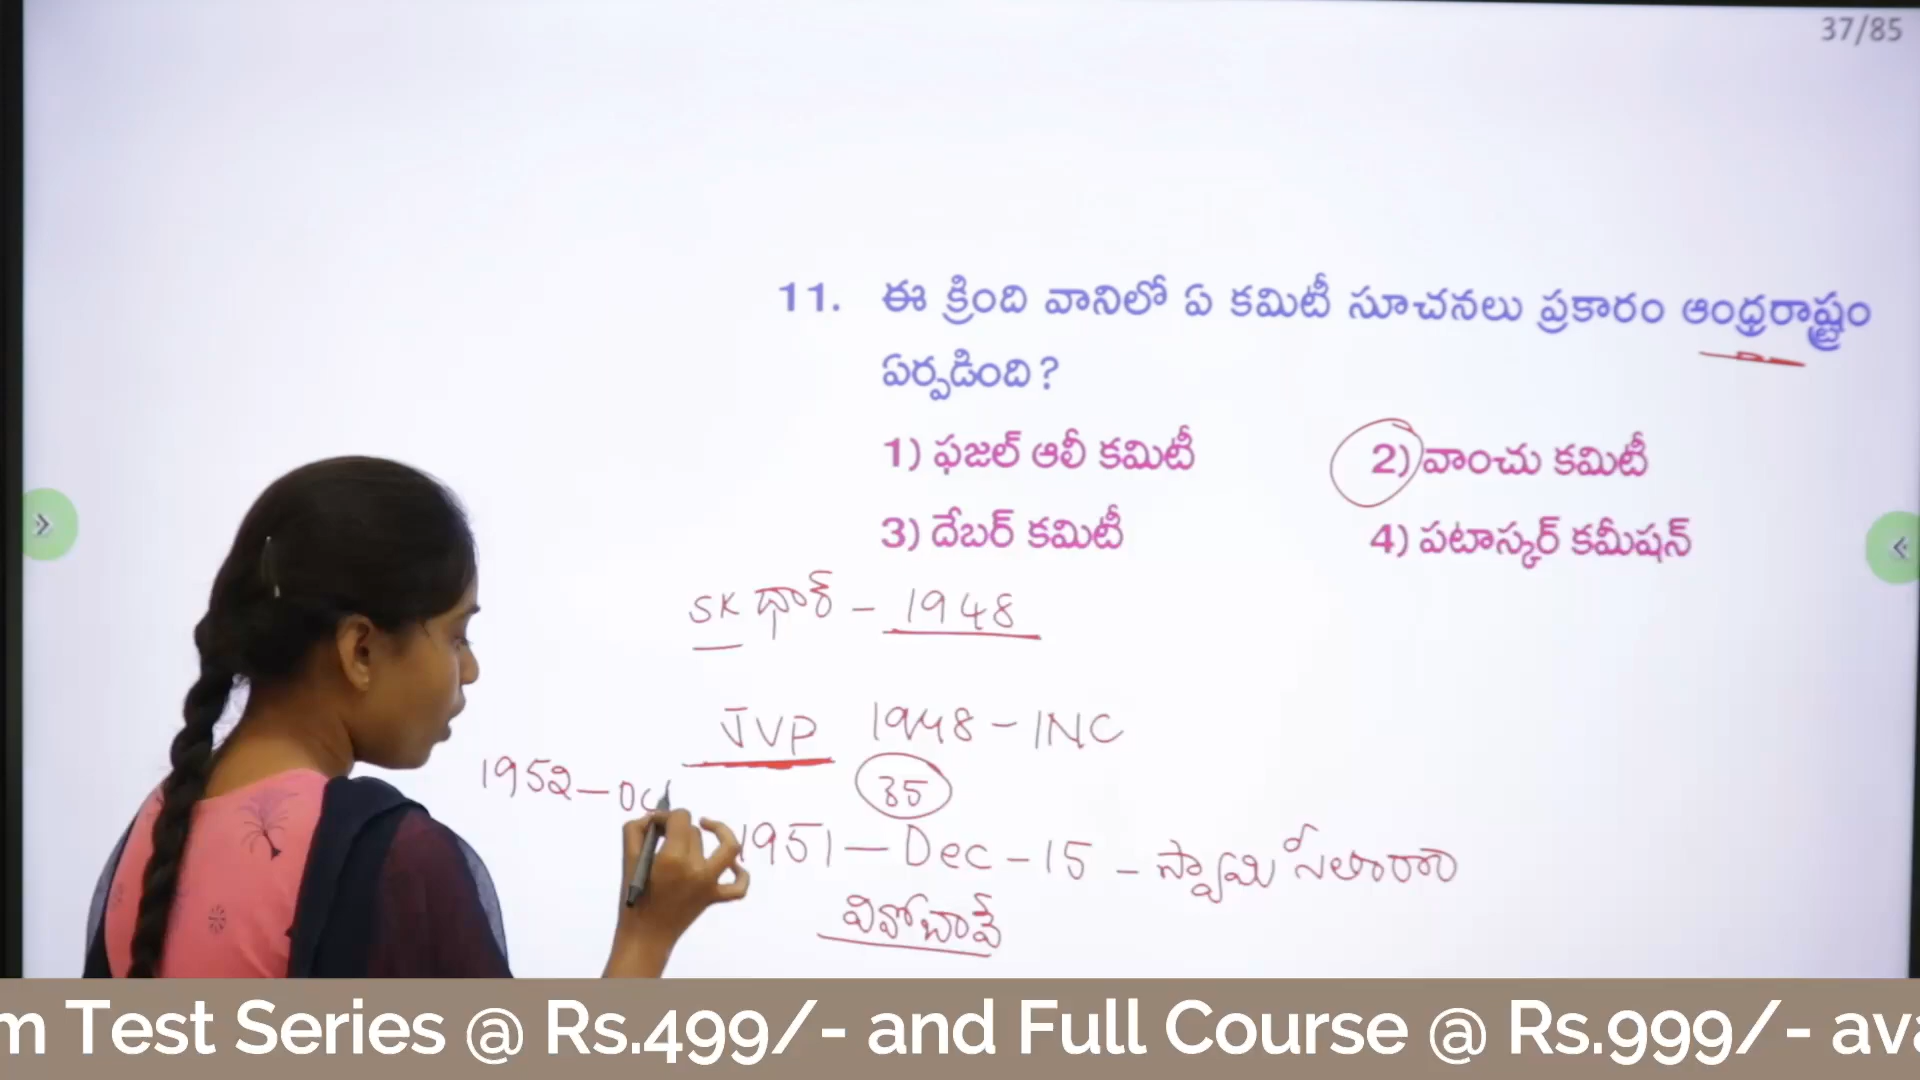 37/85
11. ఈ క్రింది వానిలో ఏ కమిటీ సూచనలు ప్రకారం ఆంధ్రరాష్ట్రం
ఏర్పడింది?
1) ఫజల్ ఆలీ కమిటీ 2) వాంచు కమిటీ
3) దేబర్ కమిటీ 4) పటాస్కర్ కమీషన్
SK థార్ - 1948
JVP 1948 - INC
35
1952 - Oct
1951 - Dec - 15 - స్వామి సీతారాం
వినోబావే
m Test Series @ Rs.499/- and Full Course @ Rs.999/- ava